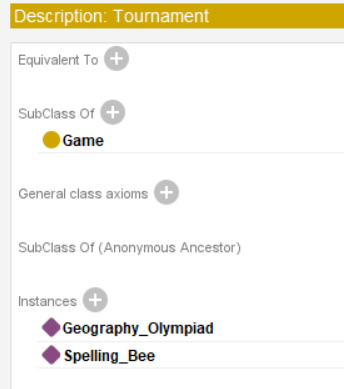 Description: Tournament
Equivalent To
SubClass Of
Game
General class axioms
SubClass Of (Anonymous Ancestor)
Instances
Geography_Olympiad
Spelling_Bee